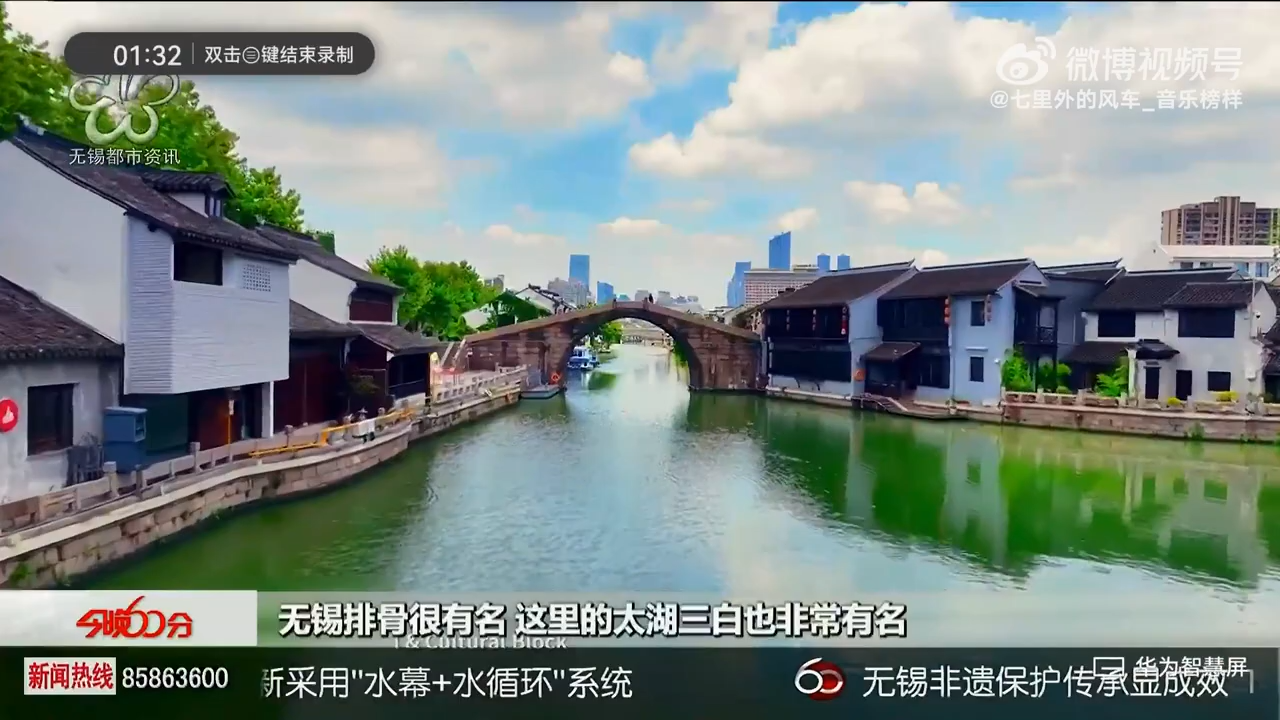 01:32 双击㊂键结束录制
微博视频号
@七里外的风车_音乐榜样
无锡都市资讯
今晚60分
无锡排骨很有名 这里的太湖三白也非常有名
l & Cultural Block
新闻热线 85863600
新采用"水幕+水循环"系统
60 无锡非遗保护传承显成效
华为智慧屏